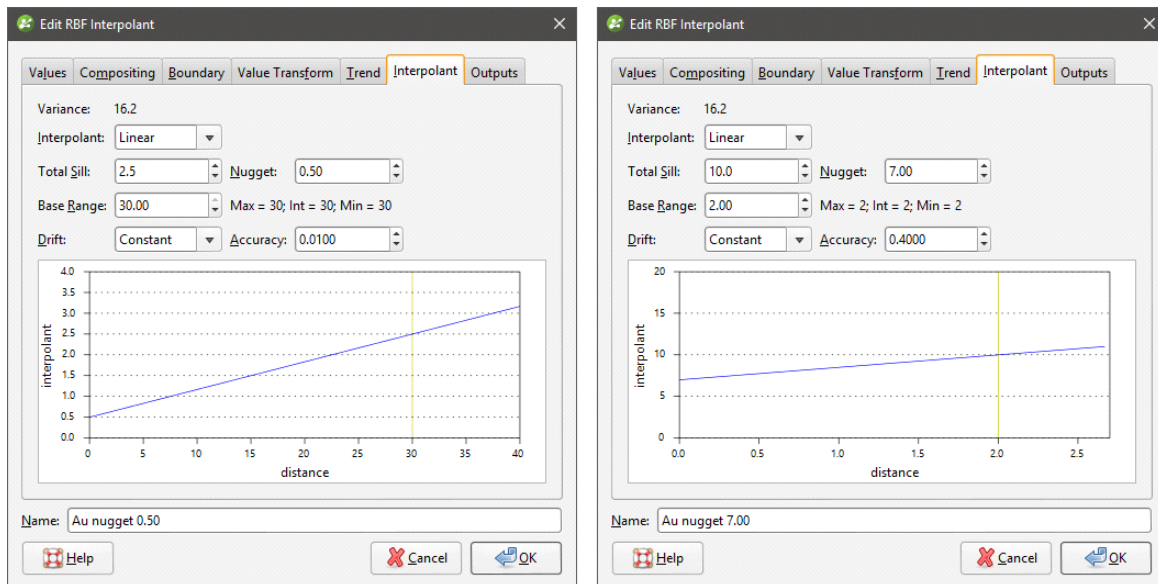 Edit RBF Interpolant
Values Compositing Boundary Value Transform Trend Interpolant Outputs
Variance: 16.2
Interpolant: Linear
Total Sill: 2.5 Nugget: 0.50
Base Range: 30.00 Max = 30; Int = 30; Min = 30
Drift: Constant Accuracy: 0.0100
4.0
3.5
3.0
2.5
2.0
1.5
1.0
0.5
0.0
interpolant
0 5 10 15 20 25 30 35 40
distance
Name: Au nugget 0.50
Help Cancel OK
Edit RBF Interpolant
Values Compositing Boundary Value Transform Trend Interpolant Outputs
Variance: 16.2
Interpolant: Linear
Total Sill: 10.0 Nugget: 7.00
Base Range: 2.00 Max = 2; Int = 2; Min = 2
Drift: Constant Accuracy: 0.4000
20
15
10
5
0
interpolant
0.0 0.5 1.0 1.5 2.0 2.5
distance
Name: Au nugget 7.00
Help Cancel OK